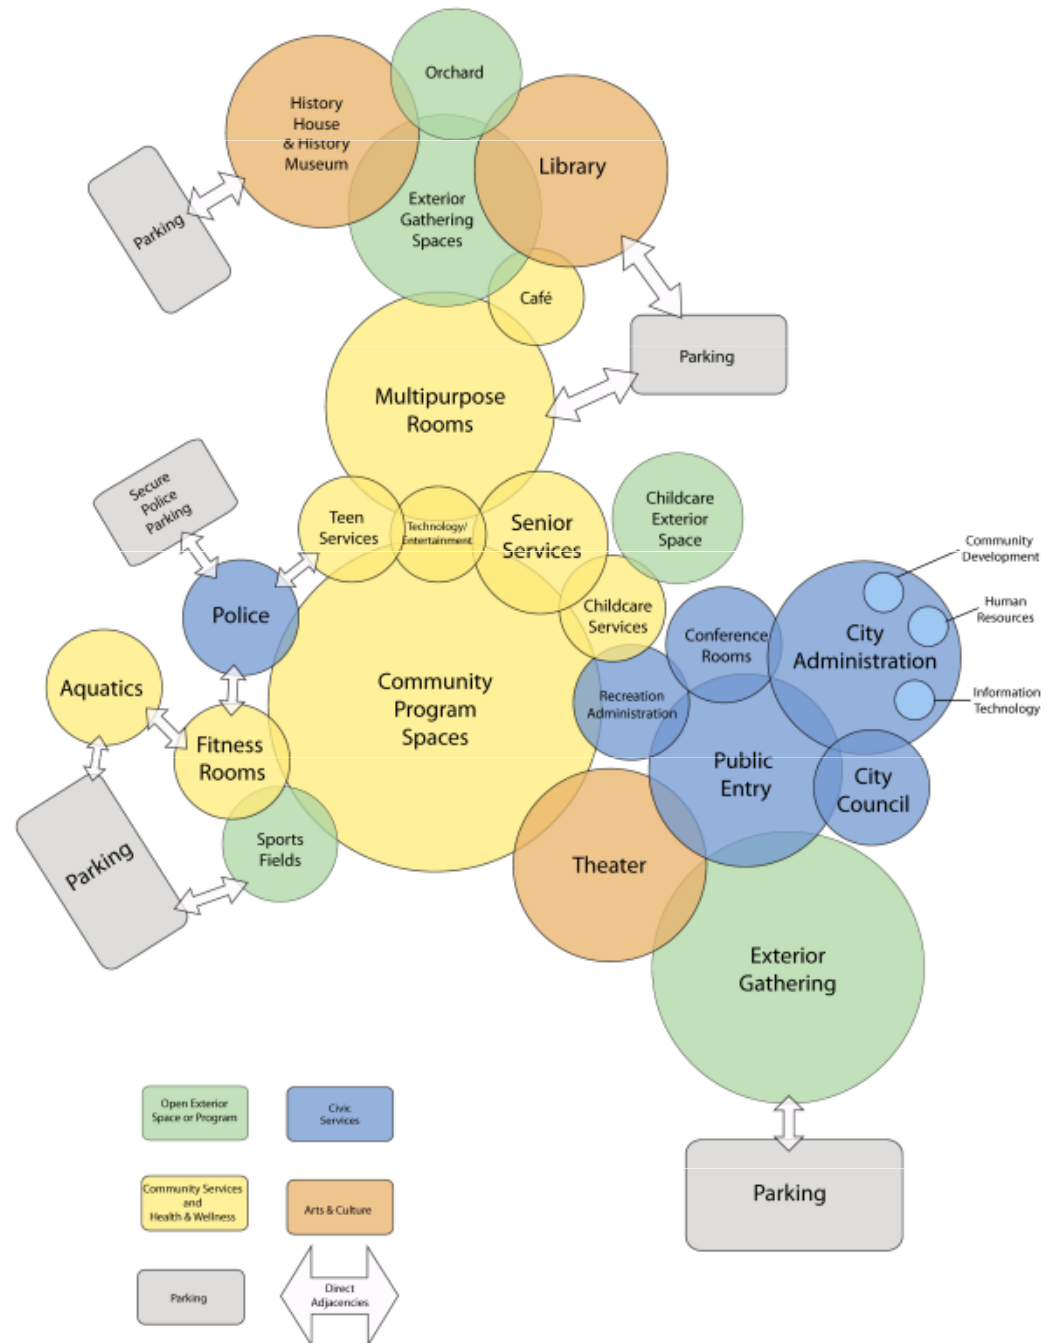 Orchard
History
House
& History
Museum
Library
Exterior
Gathering
Spaces
Parking
Café
Parking
Multipurpose
Rooms
Secure
Police
Parking
Teen
Services
Technology/
Entertainment
Senior
Services
Childcare
Exterior
Space
Community
Development
Human
Resources
Information
Technology
Police
Childcare
Services
Conference
Rooms
City
Administration
Aquatics
Community
Program
Spaces
Recreation
Administration
Fitness
Rooms
Public
Entry
City
Council
Sports
Fields
Parking
Theater
Exterior
Gathering
Parking
Open Exterior
Space or Program
Civic
Services
Community Services
and
Health & Wellness
Arts & Culture
Parking
Direct
Adjacencies